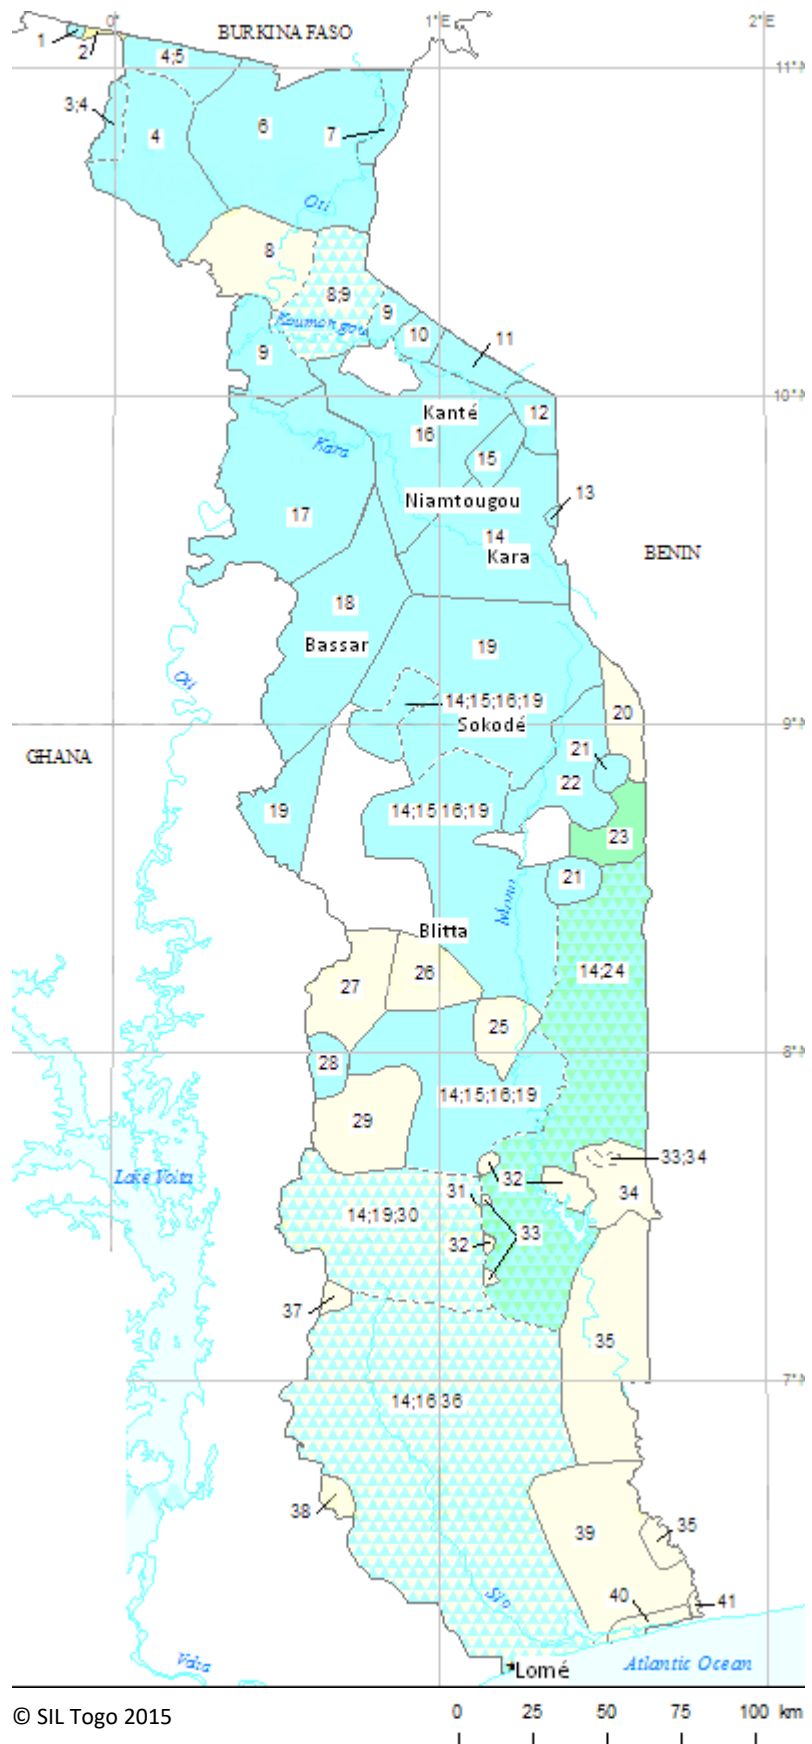 0°
1°E
2°E
BURKINA FASO
1
2
4;5
11°N
3;4
4
6
7
Oti
8
8;9
9
Koumongou
10
11
9
10°N
Kanté
12
16
Kara
15
13
Niamtougou
17
14
Kara
BENIN
18
19
Bassar
Oti
14;15;16;19
20
Sokodé
9°N
GHANA
21
22
19
14;15 16;19
23
21
Mono
Blitta
27
26
14;24
25
28
8°N
14;15;16;19
29
33;34
Lake Volta
32
31
34
14;19;30
33
32
37
35
7°N
14;16 36
38
35
39
Sio
40
41
Volta
Lomé
Atlantic Ocean
© SIL Togo 2015
0 25 50 75 100 km